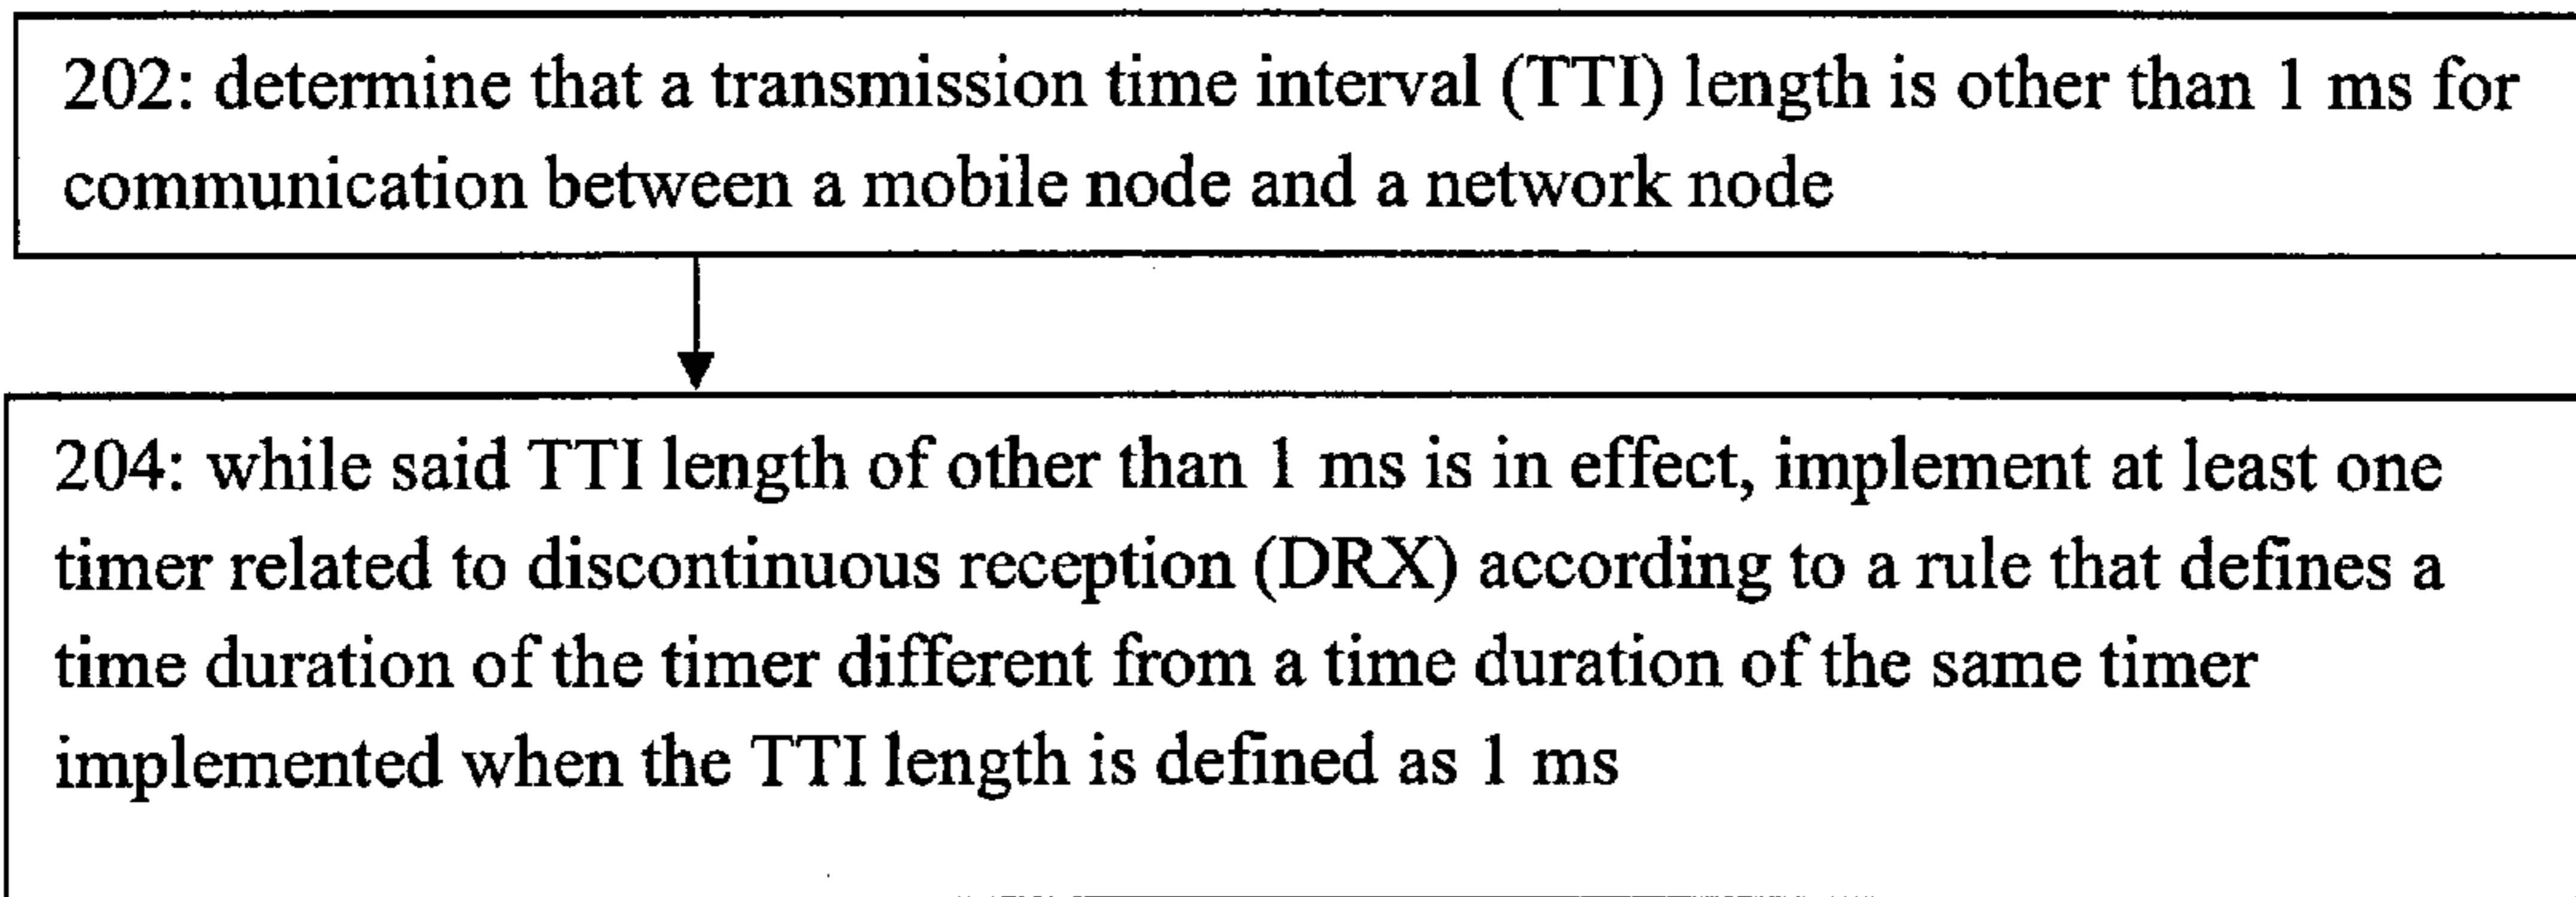 202: determine that a transmission time interval (TTI) length is other than 1 ms for
communication between a mobile node and a network node
204: while said TTI length of other than 1 ms is in effect, implement at least one
timer related to discontinuous reception (DRX) according to a rule that defines a
time duration of the timer different from a time duration of the same timer
implemented when the TTI length is defined as 1 ms